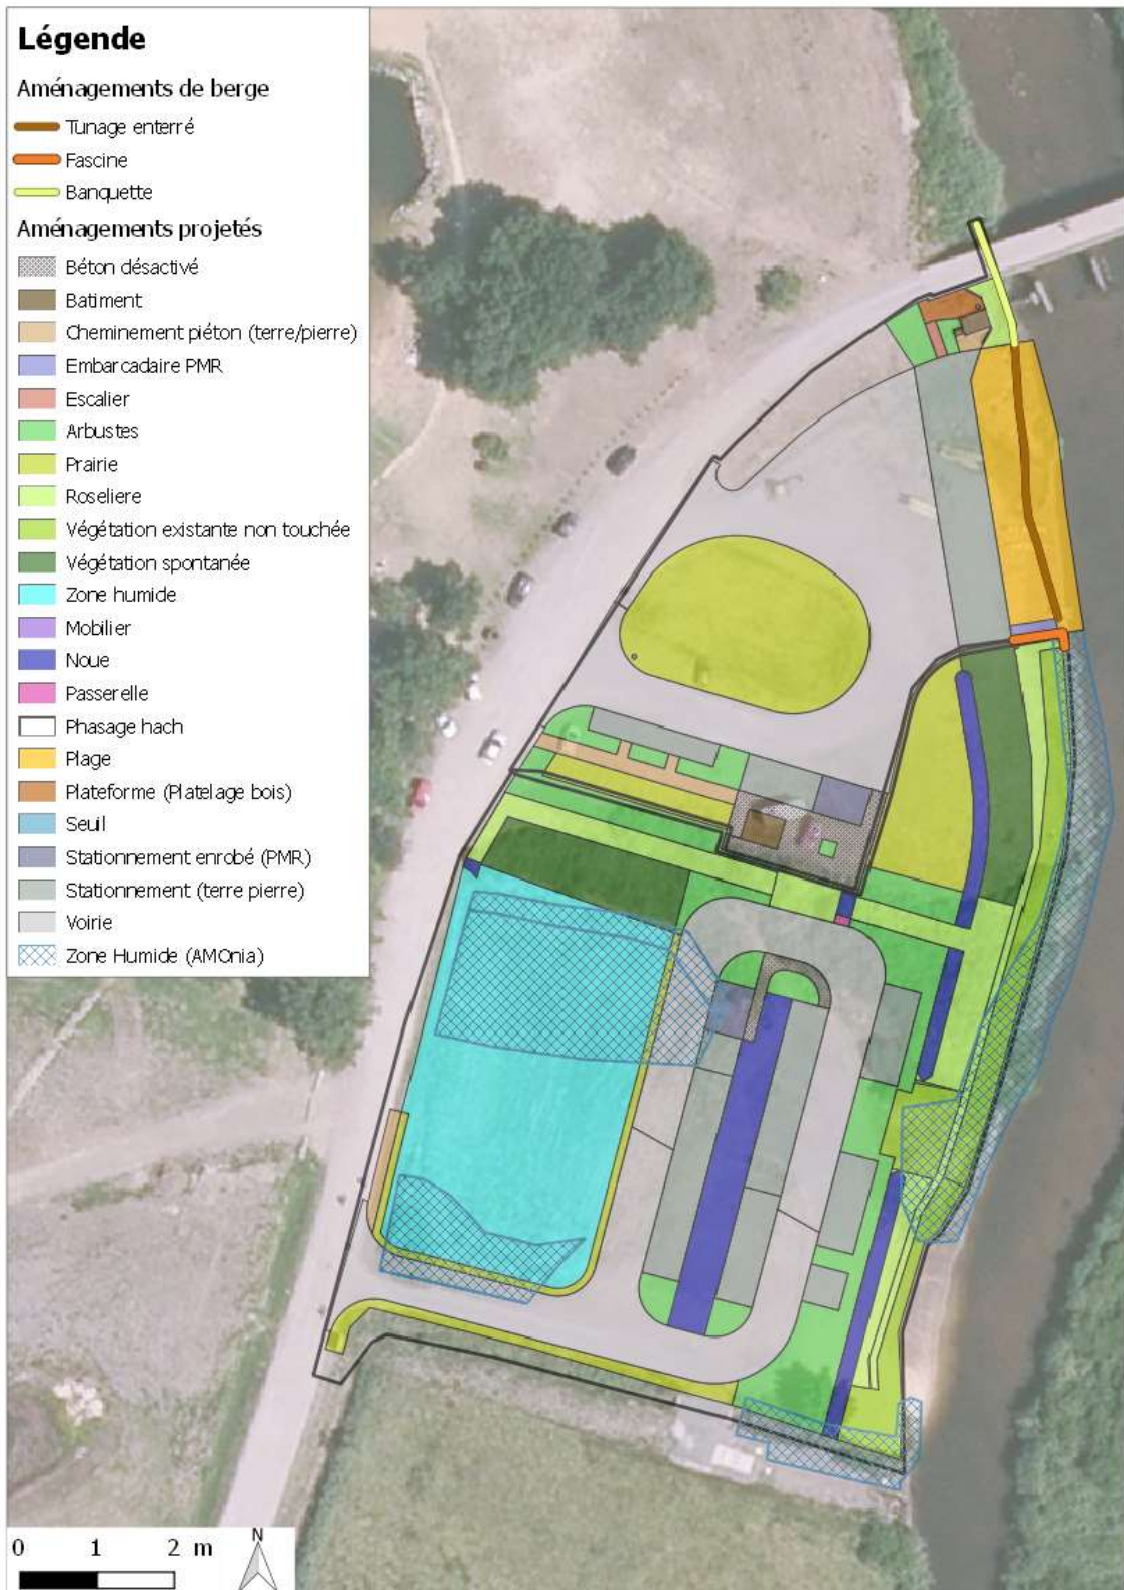 Légende
Aménagements de berge
Tunage enterré
Fascine
Banquette
Aménagements projetés
Béton désactivé
Batiment
Cheminement piéton (terre/pierre)
Embarcadaire PMR
Escalier
Arbustes
Prairie
Roseliere
Végétation existante non touchée
Végétation spontanée
Zone humide
Mobilier
Noue
Passerelle
Phasage hach
Plage
Plateforme (Platelage bois)
Seuil
Stationnement enrobé (PMR)
Stationnement (terre pierre)
Voirie
Zone Humide (AMOnia)
0 1 2 m
N